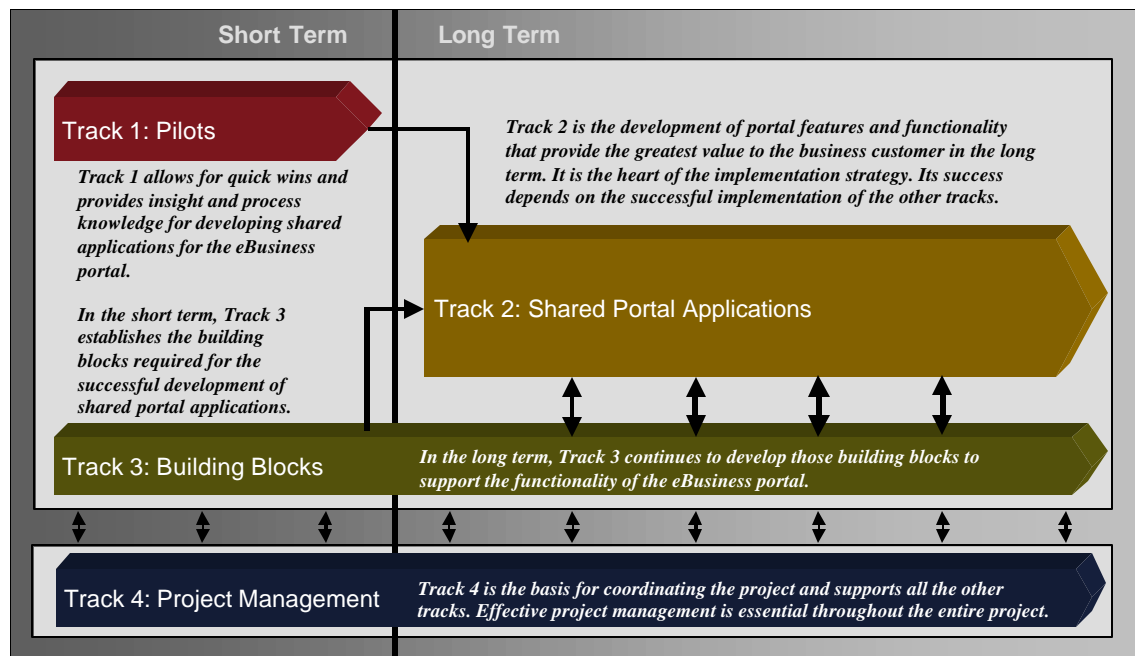 Short Term
Long Term
Track 1: Pilots
Track 1 allows for quick wins and
provides insight and process
knowledge for developing shared
applications for the eBusiness
portal.
Track 2 is the development of portal features and functionality
that provide the greatest value to the business customer in the long
term. It is the heart of the implementation strategy. Its success
depends on the successful implementation of the other tracks.
Track 2: Shared Portal Applications
In the short term, Track 3
establishes the building
blocks required for the
successful development of
shared portal applications.
Track 3: Building Blocks
In the long term, Track 3 continues to develop those building blocks to
support the functionality of the eBusiness portal.
Track 4: Project Management
Track 4 is the basis for coordinating the project and supports all the other
tracks. Effective project management is essential throughout the entire project.